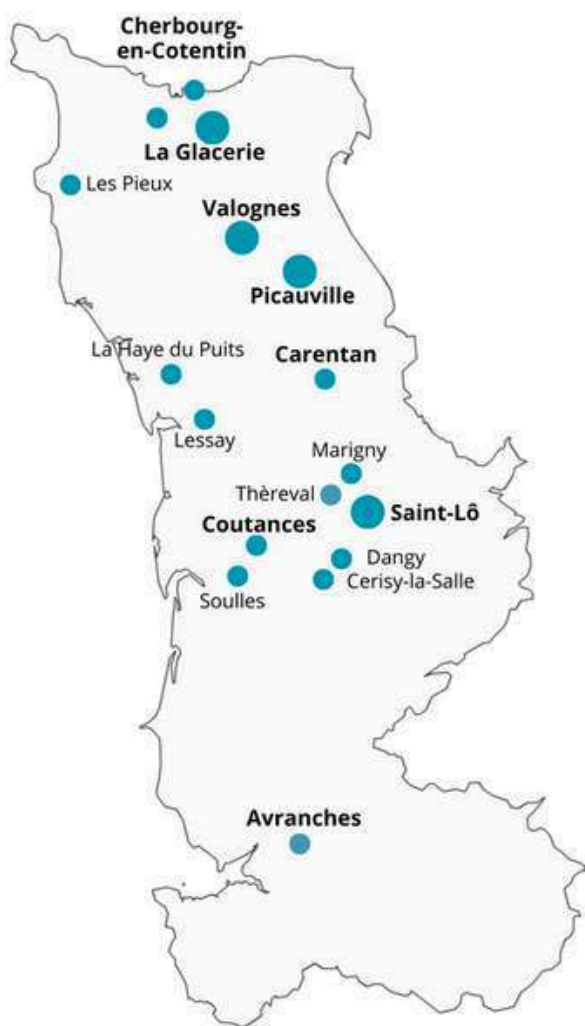 Cherbourg-
en-Cotentin
La Glacerie
Les Pieux
Valognes
Picauville
La Haye du Puits
Carentan
Lessay
Marigny
Thèreval
Saint-Lô
Coutances
Dangy
Cerisy-la-Salle
Soulles
Avranches